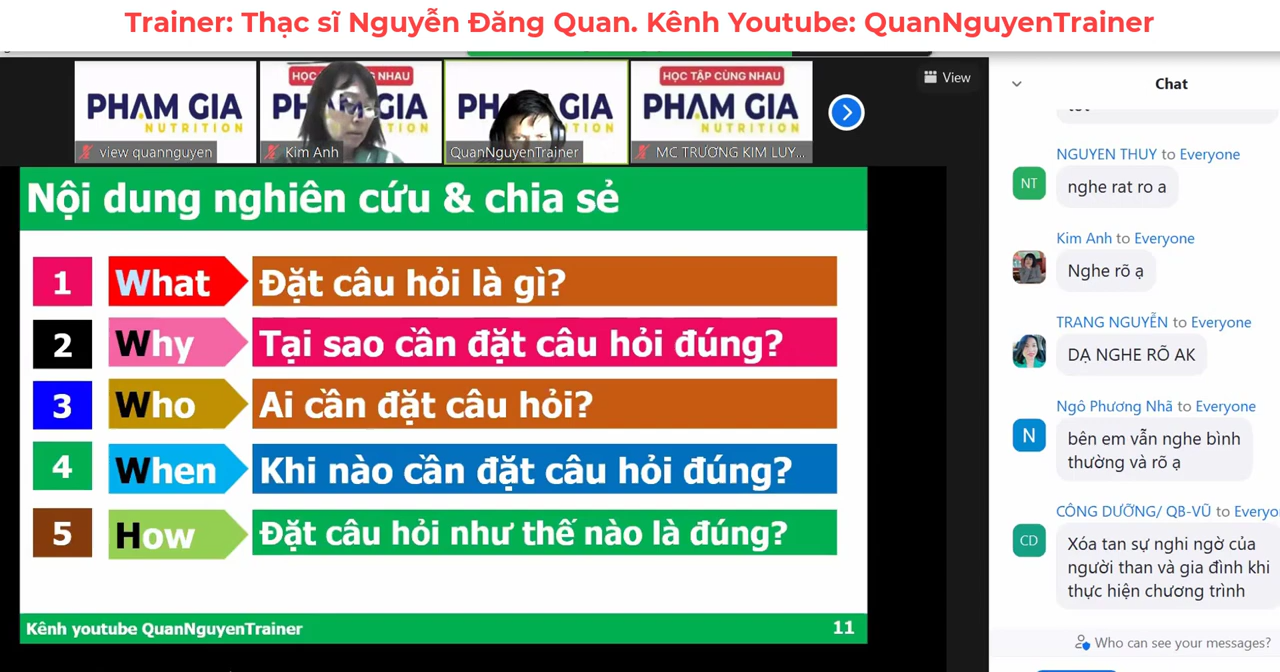 Trainer: Thạc sĩ Nguyễn Đăng Quan. Kênh Youtube: QuanNguyenTrainer
PHAM GIA
NUTRITION
view quannguyen
HỌC
NHAU
PH
GIA
TION
Kim Anh
PHA
GIA
TION
QuanNguyenTrainer
HỌC TẬP CÙNG NHAU
PHAM GIA
NUTRITION
MC TRƯƠNG KIM LUY...
View
Nội dung nghiên cứu & chia sẻ
1 What Đặt câu hỏi là gì?
2 Why Tại sao cần đặt câu hỏi đúng?
3 Who Ai cần đặt câu hỏi?
4 When Khi nào cần đặt câu hỏi đúng?
5 How Đặt câu hỏi như thế nào là đúng?
Kênh youtube QuanNguyenTrainer 11
Chat
NGUYEN THUY to Everyone
NT
nghe rat ro a
Kim Anh to Everyone
Nghe rõ ạ
TRANG NGUYỄN to Everyone
DẠ NGHE RÕ AK
Ngô Phương Nhã to Everyone
N
bên em vẫn nghe bình
thường và rõ ạ
CÔNG DƯỠNG/ QB-VŨ to Everyo
CD
Xóa tan sự nghi ngờ của
người than và gia đình khi
thực hiện chương trình
Who can see your messages?